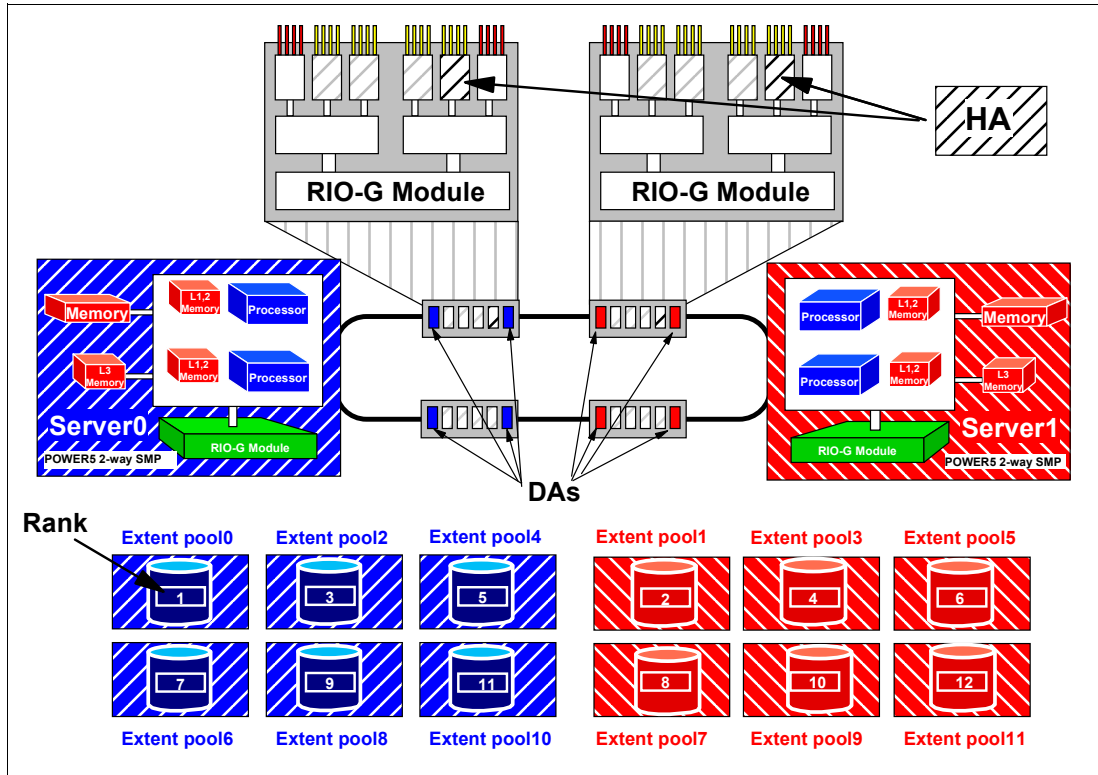 HA
RIO-G Module
RIO-G Module
Memory
L1,2
Memory
Processor
L3
Memory
L1,2
Memory
Processor
Server0
RIO-G Module
POWER5 2-way SMP
Processor
L1,2
Memory
Memory
Processor
L1,2
Memory
L3
Memory
Server1
RIO-G Module
POWER5 2-way SMP
DAs
Rank
Extent pool0
Extent pool2
Extent pool4
Extent pool1
Extent pool3
Extent pool5
1
3
5
2
4
6
7
9
11
8
10
12
Extent pool6
Extent pool8
Extent pool10
Extent pool7
Extent pool9
Extent pool11